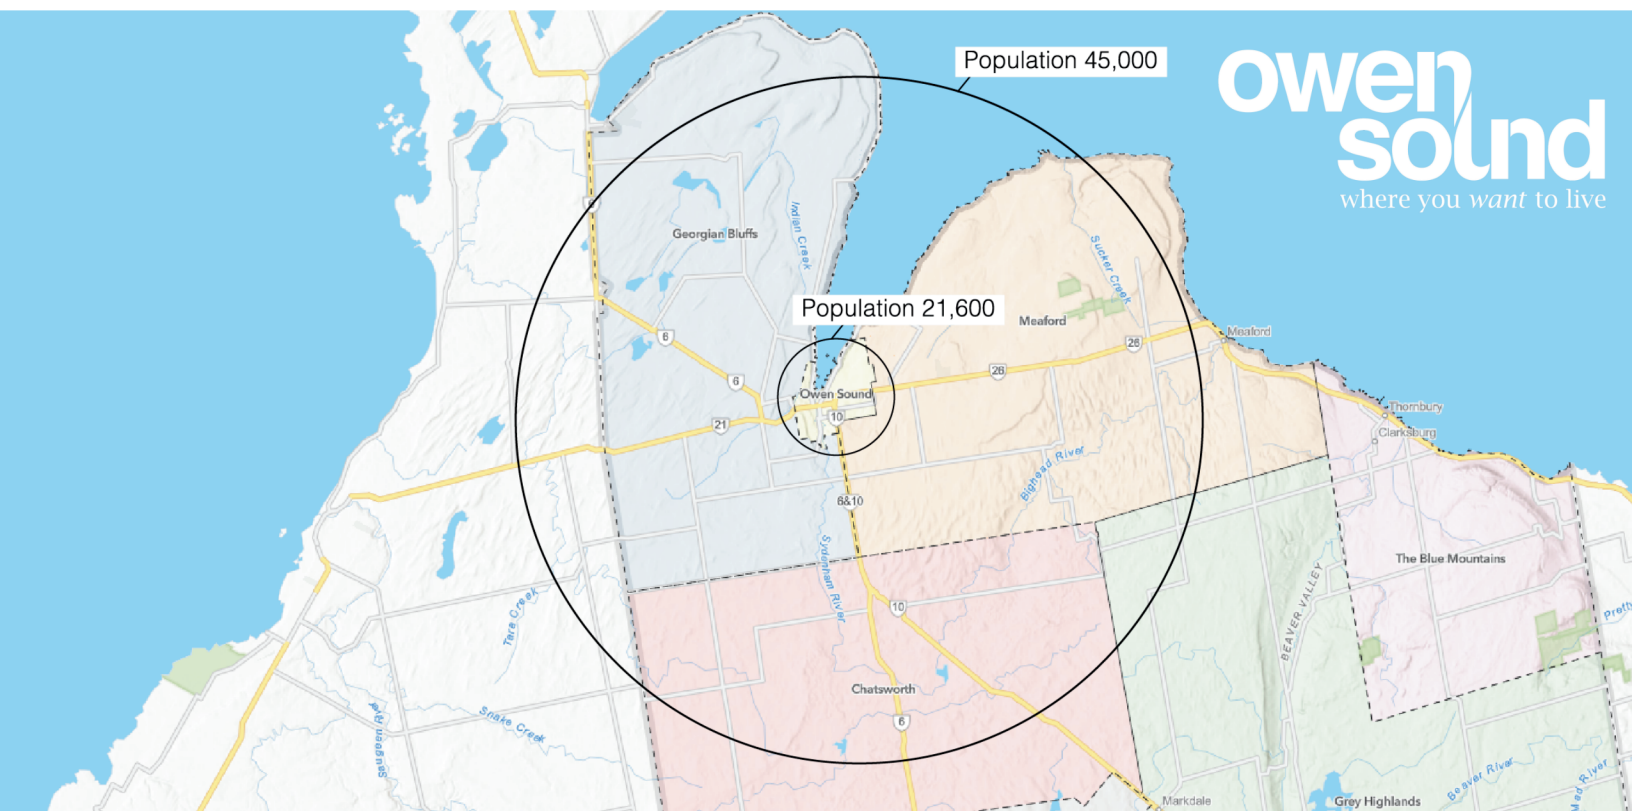 Population 45,000
owen
sound
where you want to live
Georgian Bluffs
Indian Creek
Sucker Creek
Population 21,600
Meaford
Meaford
6
26
26
6
Owen Sound
10
21
Thornbury
Clarksburg
Bighead River
6&10
Sydenham River
The Blue Mountains
BEAVER VALLEY
Tara Creek
10
Chatsworth
Snake Creek
6
Beaver River
Markdale
Grey Highlands